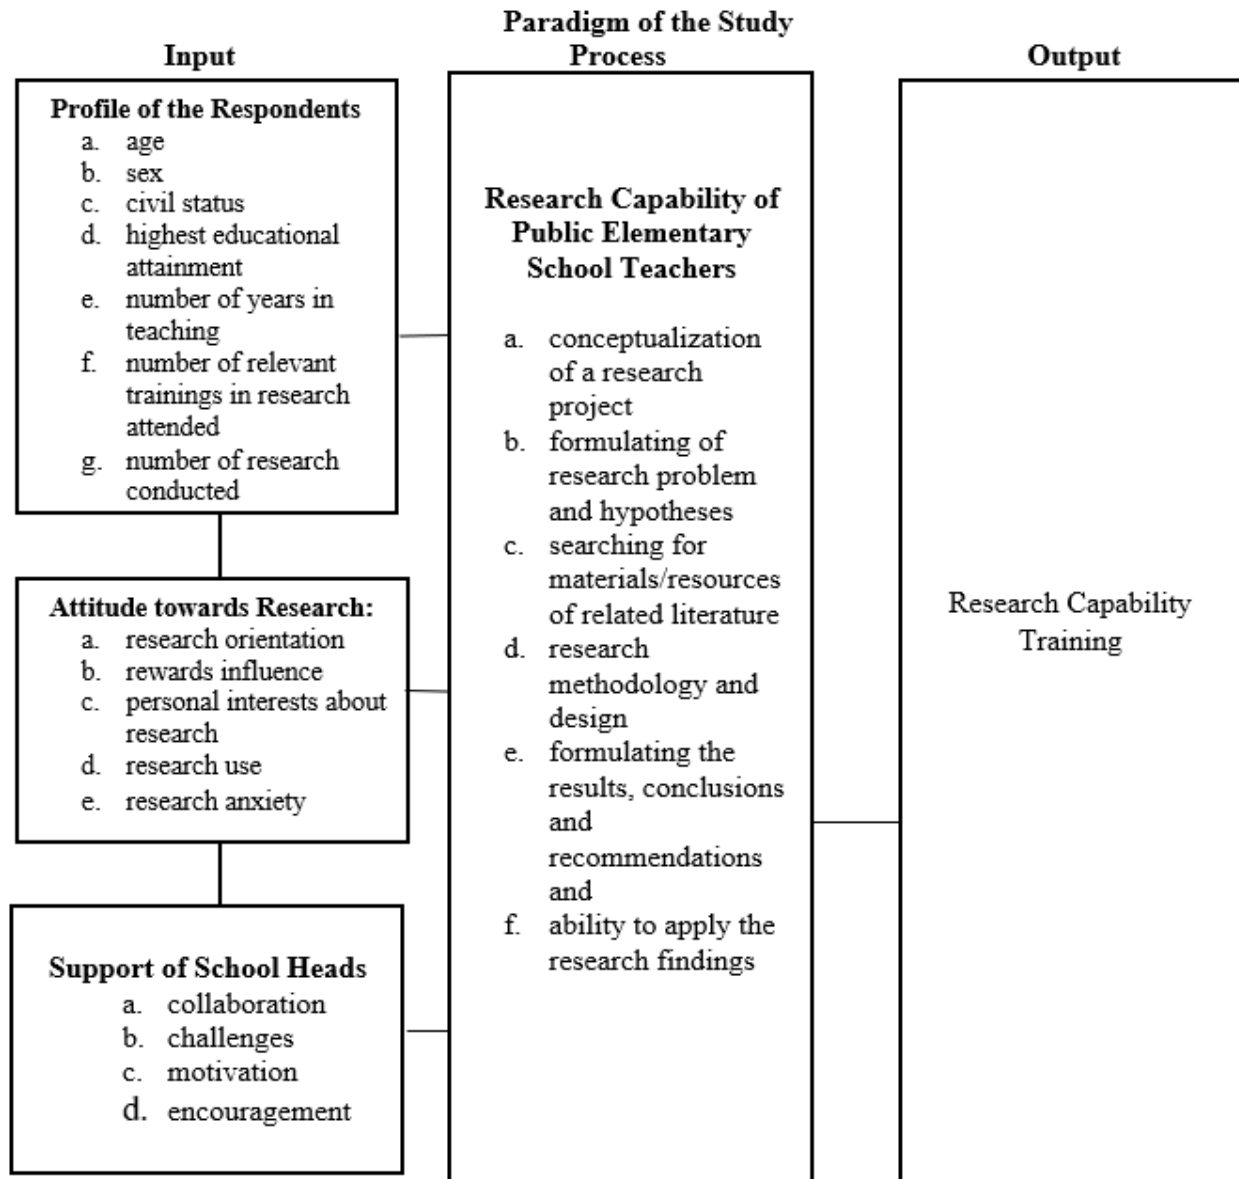 Paradigm of the Study
Input
Process
Output
Profile of the Respondents
a. age
b. sex
c. civil status
d. highest educational
attainment
e. number of years in
teaching
f. number of relevant
trainings in research
attended
g. number of research
conducted
Attitude towards Research:
a. research orientation
b. rewards influence
c. personal interests about
research
d. research use
e. research anxiety
Support of School Heads
a. collaboration
b. challenges
c. motivation
d. encouragement
Research Capability of
Public Elementary
School Teachers
a. conceptualization
of a research
project
b. formulating of
research problem
and hypotheses
c. searching for
materials/resources
of related literature
d. research
methodology and
design
e. formulating the
results, conclusions
and
recommendations
and
f. ability to apply the
research findings
Research Capability
Training